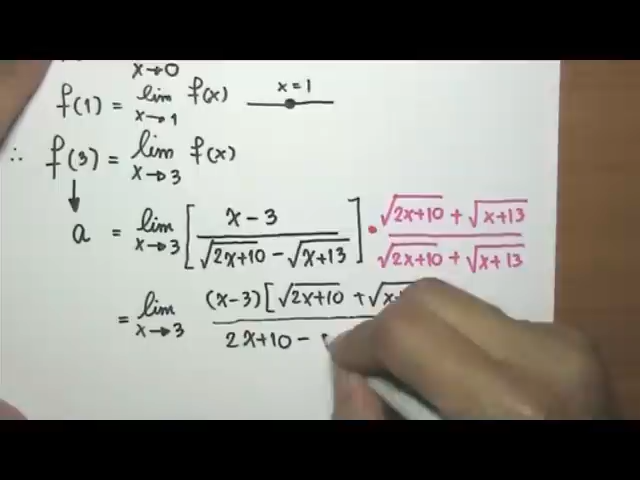 x→0
f(1) = lim f(x) x = 1
x→1
∴ f(3) = lim f(x)
x→3
a = lim [ x − 3 / √2x+10 − √x+13 ] • √2x+10 + √x+13 / √2x+10 + √x+13
x→3
= lim (x−3)[√2x+10 + √x
x→3
2x+10 −